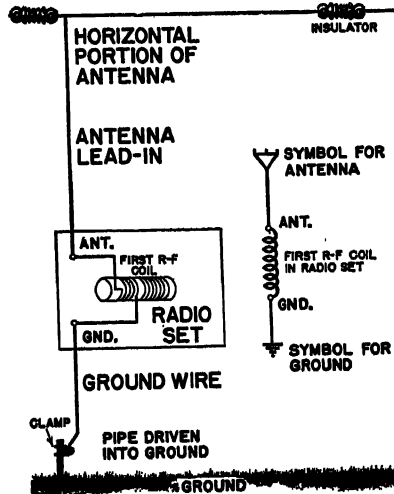 INSULATOR
HORIZONTAL
PORTION OF
ANTENNA
ANTENNA
LEAD-IN
SYMBOL FOR
ANTENNA
ANT.
FIRST R-F COIL
IN RADIO SET
GND.
SYMBOL FOR
GROUND
ANT.
FIRST R-F
COIL
RADIO
SET
GND.
GROUND WIRE
CLAMP
PIPE DRIVEN
INTO GROUND
GROUND